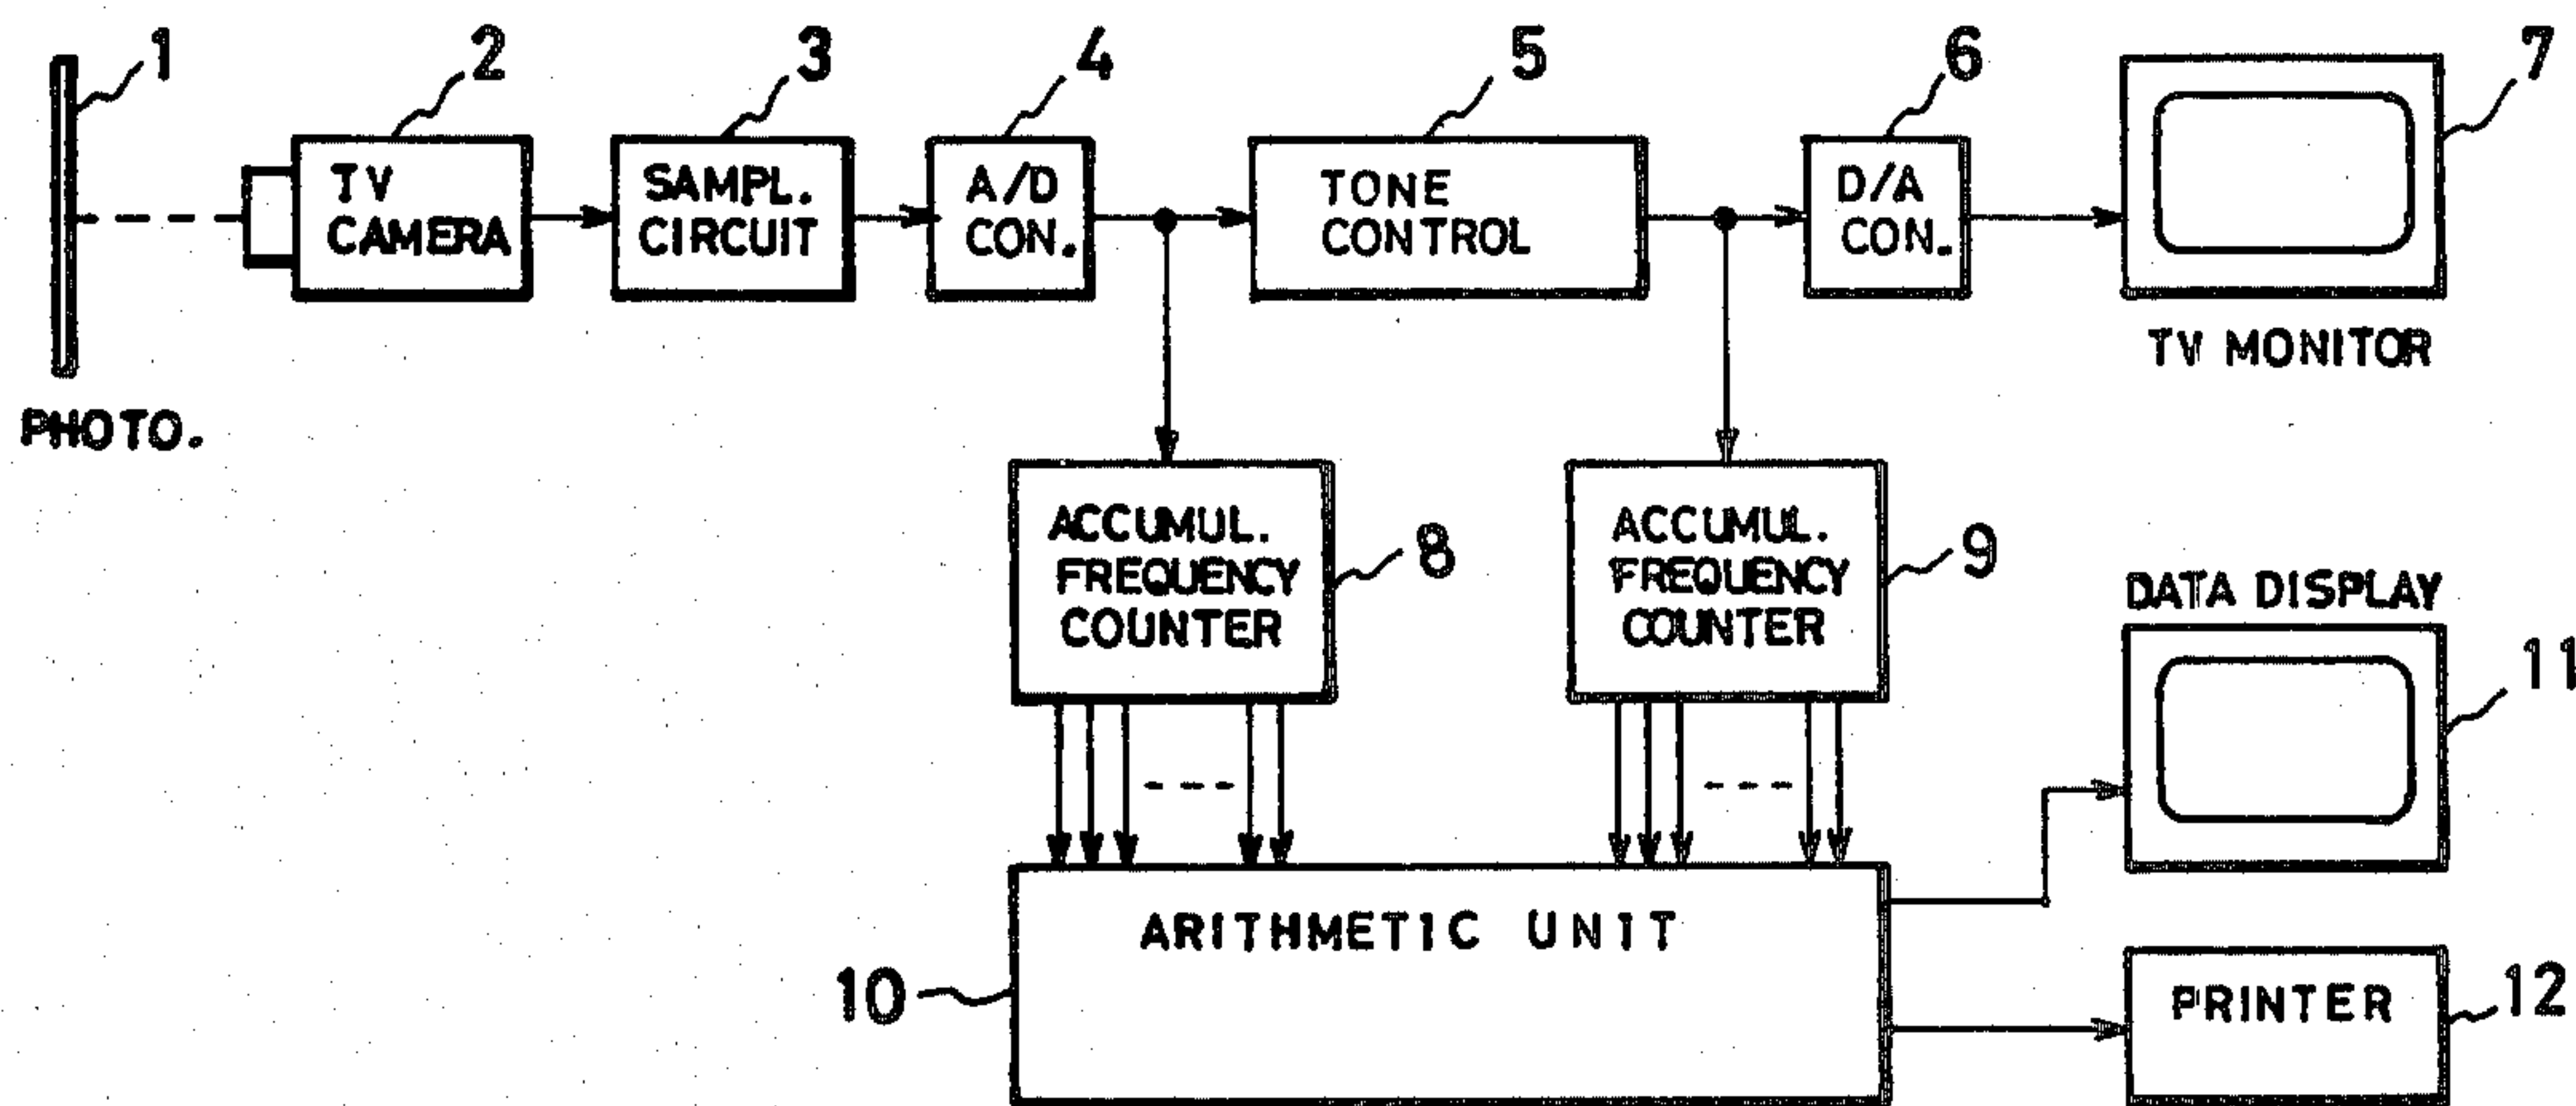 1
2
3
4
5
6
7
TV
CAMERA
SAMPL.
CIRCUIT
A/D
CON.
TONE
CONTROL
D/A
CON.
TV MONITOR
PHOTO.
ACCUMUL.
FREQUENCY
COUNTER
8
ACCUMUL.
FREQUENCY
COUNTER
9
DATA DISPLAY
11
ARITHMETIC UNIT
10
PRINTER
12